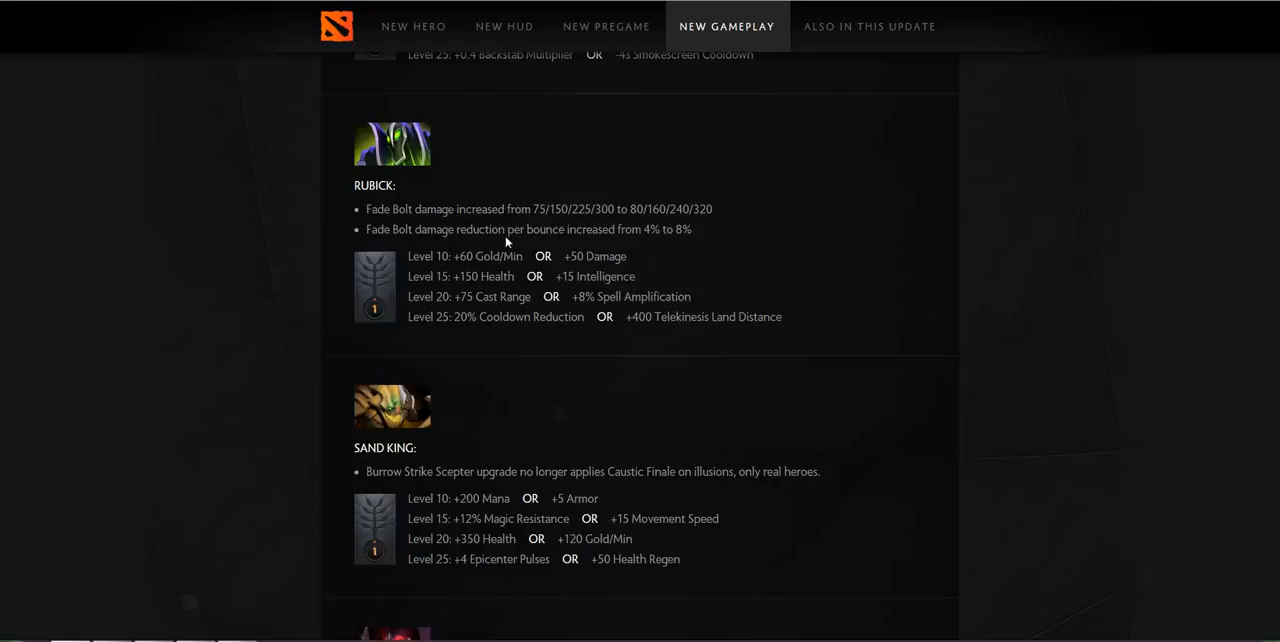 NEW HERO NEW HUD NEW PREGAME NEW GAMEPLAY ALSO IN THIS UPDATE
Level 25: +0.4 Backstab Multiplier OR -4s Smokescreen Cooldown
RUBICK:
• Fade Bolt damage increased from 75/150/225/300 to 80/160/240/320
• Fade Bolt damage reduction per bounce increased from 4% to 8%
Level 10: +60 Gold/Min OR +50 Damage
Level 15: +150 Health OR +15 Intelligence
Level 20: +75 Cast Range OR +8% Spell Amplification
Level 25: 20% Cooldown Reduction OR +400 Telekinesis Land Distance
1
SAND KING:
• Burrow Strike Scepter upgrade no longer applies Caustic Finale on illusions, only real heroes.
Level 10: +200 Mana OR +5 Armor
Level 15: +12% Magic Resistance OR +15 Movement Speed
Level 20: +350 Health OR +120 Gold/Min
Level 25: +4 Epicenter Pulses OR +50 Health Regen
1